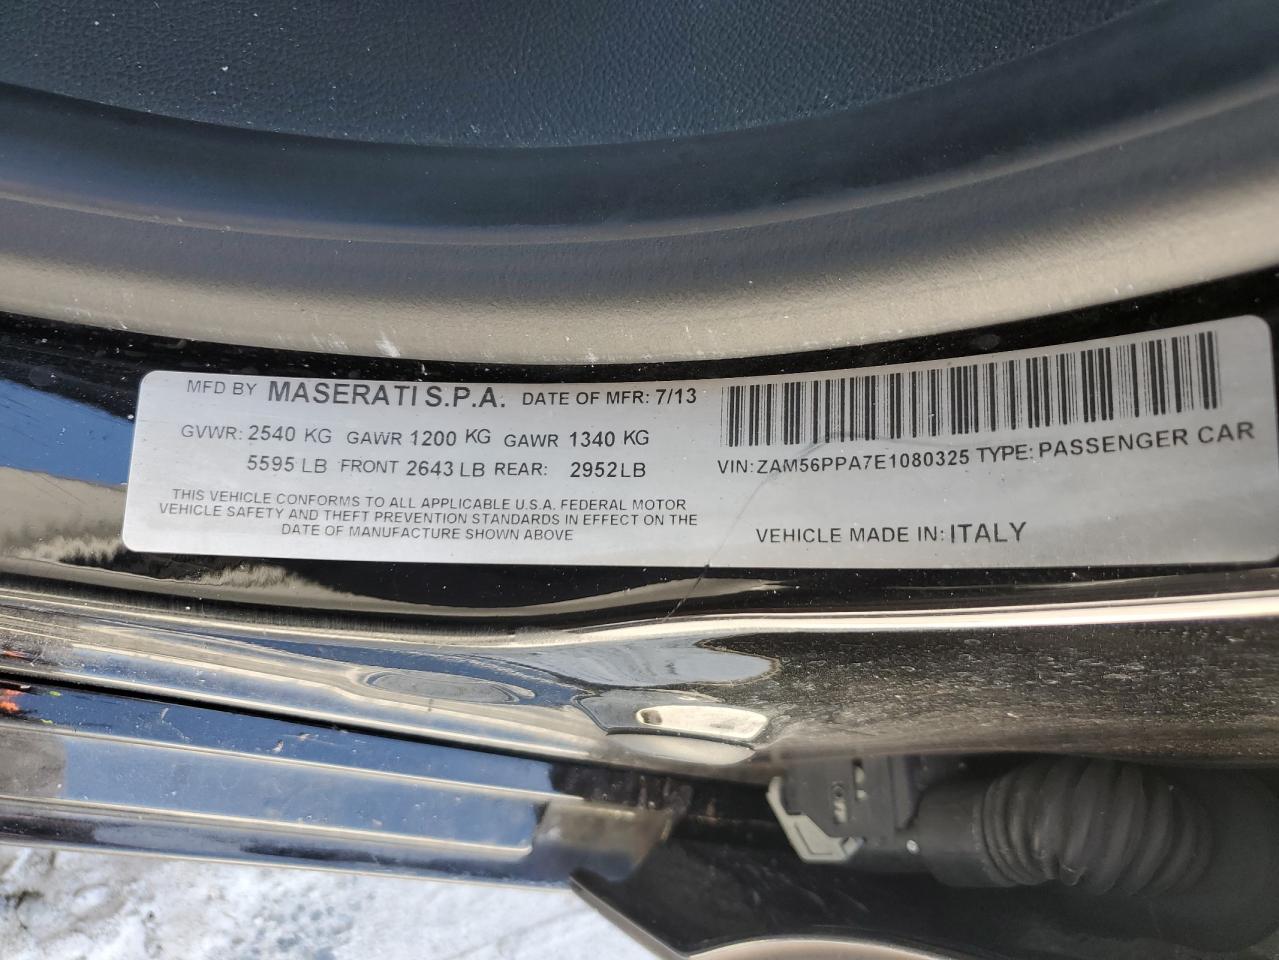 MFD BY MASERATI S.P.A. DATE OF MFR: 7/13
GVWR: 2540 KG GAWR 1200 KG GAWR 1340 KG
5595 LB FRONT 2643 LB REAR: 2952 LB
THIS VEHICLE CONFORMS TO ALL APPLICABLE U.S.A. FEDERAL MOTOR
VEHICLE SAFETY AND THEFT PREVENTION STANDARDS IN EFFECT ON THE
DATE OF MANUFACTURE SHOWN ABOVE
VIN: ZAM56PPA7E1080325 TYPE: PASSENGER CAR
VEHICLE MADE IN: ITALY